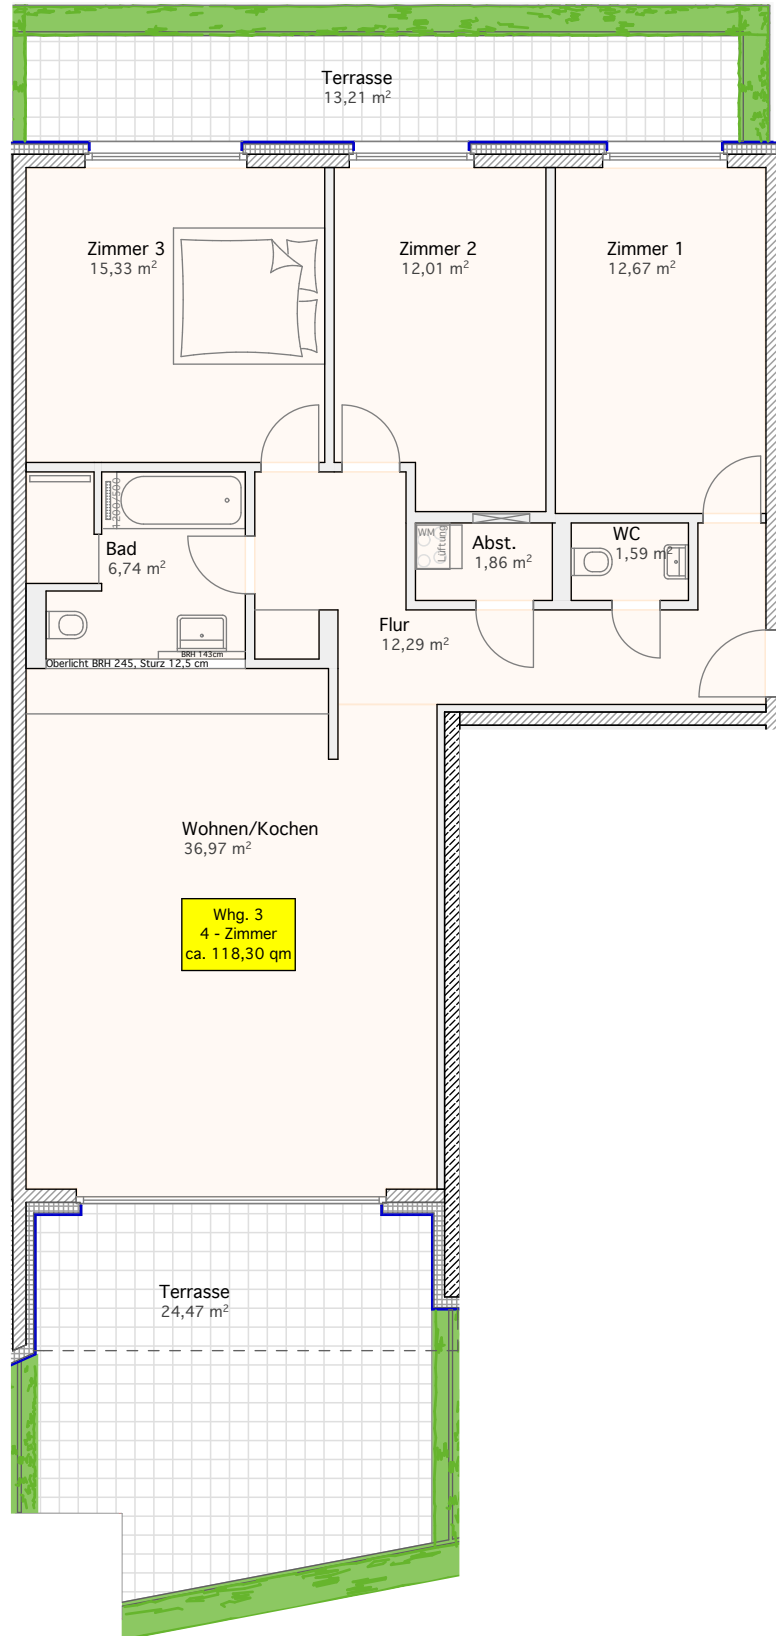 Terrasse
13,21 m²
Zimmer 3
15,33 m²
Zimmer 2
12,01 m²
Zimmer 1
12,67 m²
1200/500
Bad
6,74 m²
WM
Lüftung
Abst.
1,86 m²
WC
1,59 m²
Flur
12,29 m²
BRH 143cm
Oberlicht BRH 245, Sturz 12,5 cm
Wohnen/Kochen
36,97 m²
Whg. 3
4 - Zimmer
ca. 118,30 qm
Terrasse
24,47 m²